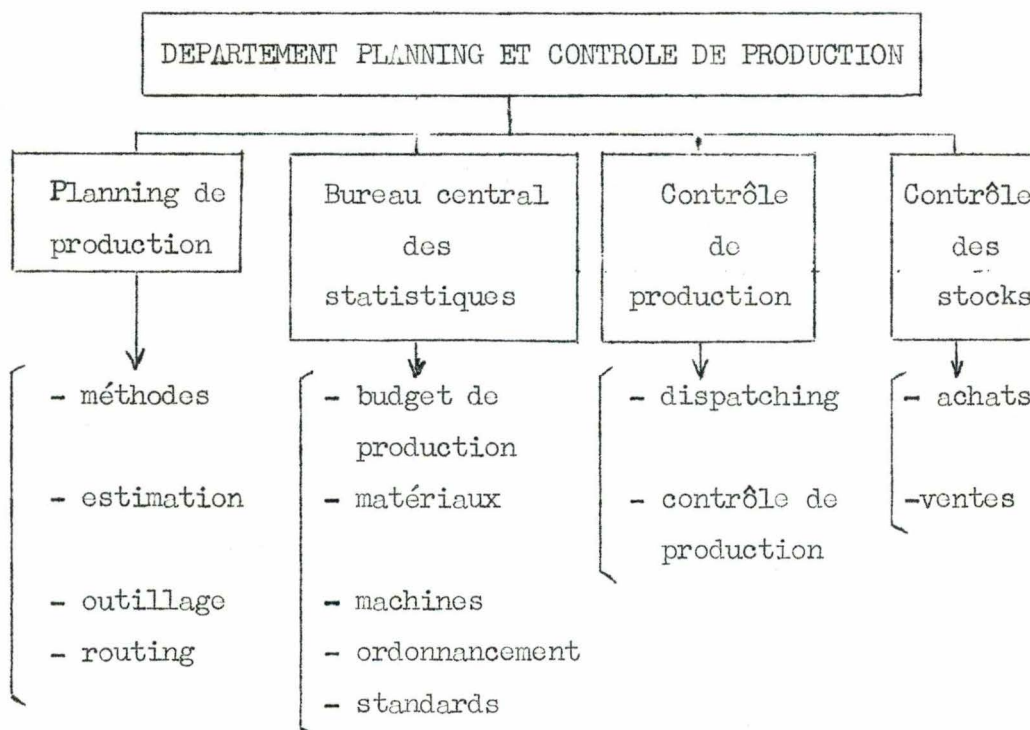 DEPARTEMENT PLANNING ET CONTROLE DE PRODUCTION
Planning de
production
Bureau central
des
statistiques
Contrôle
de
production
Contrôle
des
stocks
- méthodes
- estimation
- outillage
- routing
- budget de
production
- matériaux
- machines
- ordonnancement
- standards
- dispatching
- contrôle de
production
- achats
-ventes